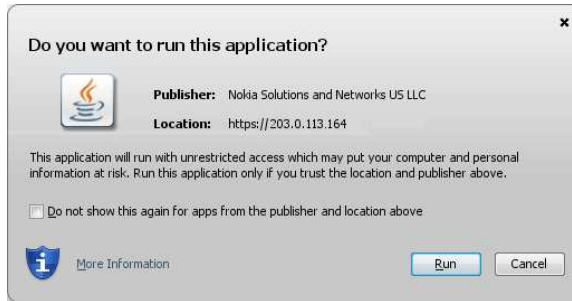 Do you want to run this application?
Publisher: Nokia Solutions and Networks US LLC
Location: https://203.0.113.164
This application will run with unrestricted access which may put your computer and personal
information at risk. Run this application only if you trust the location and publisher above.
Do not show this again for apps from the publisher and location above
More Information
Run
Cancel